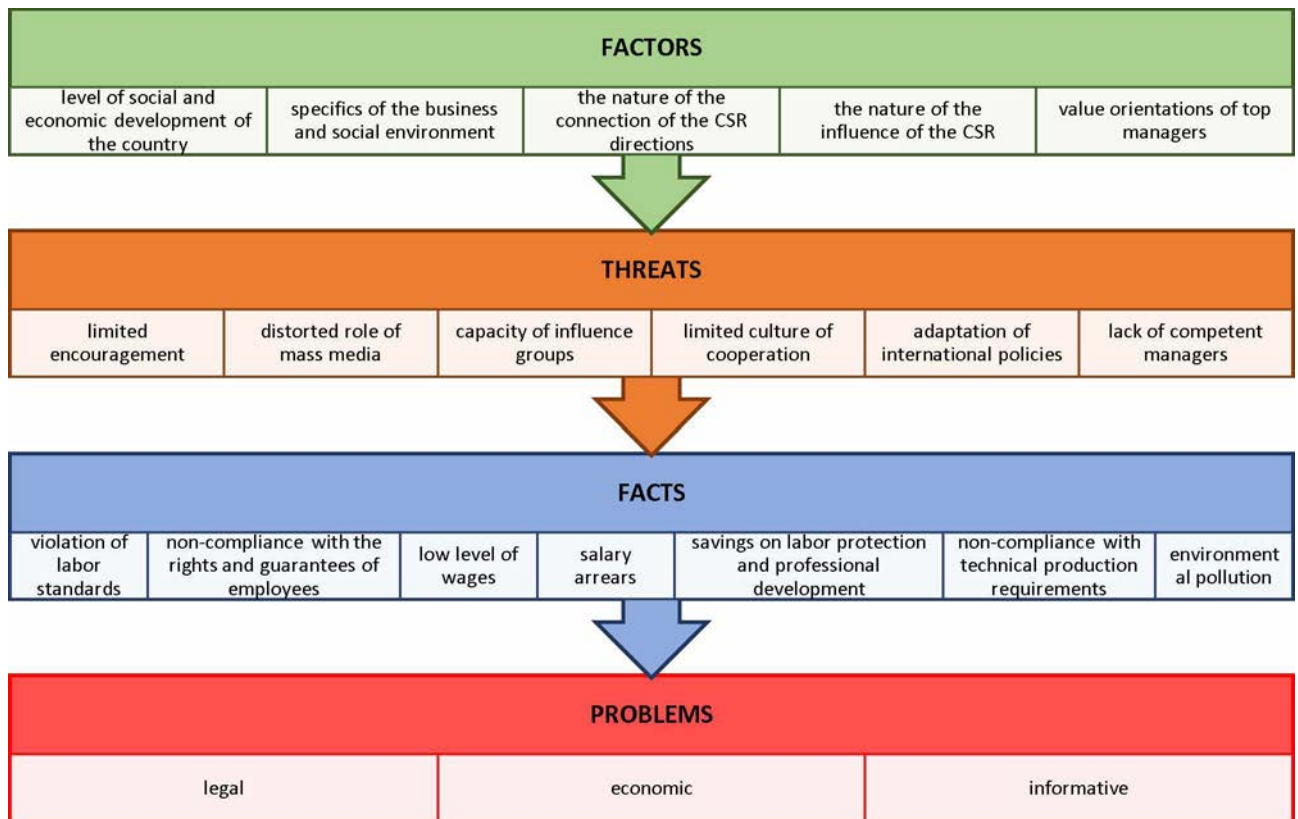 FACTORS
level of social and
economic development of
the country
specifics of the business
and social environment
the nature of the
connection of the CSR
directions
the nature of the
influence of the CSR
value orientations of top
managers
THREATS
limited
encouragement
distorted role of
mass media
capacity of influence
groups
limited culture of
cooperation
adaptation of
international policies
lack of competent
managers
FACTS
violation of
labor
standards
non-compliance with the
rights and guarantees of
employees
low level of
wages
salary
arrears
savings on labor protection
and professional
development
non-compliance with
technical production
requirements
environment
al pollution
PROBLEMS
legal
economic
informative